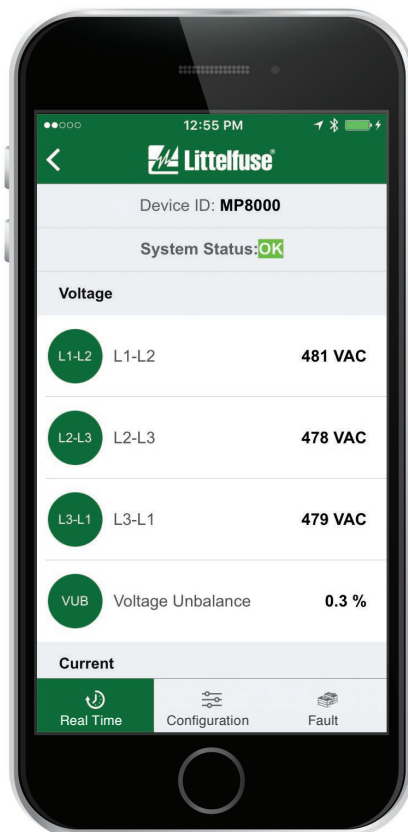 12:55 PM
Littelfuse®
Device ID: MP8000
System Status:OK
Voltage
L1-L2 L1-L2 481 VAC
L2-L3 L2-L3 478 VAC
L3-L1 L3-L1 479 VAC
VUB Voltage Unbalance 0.3 %
Current
Real Time Configuration Fault